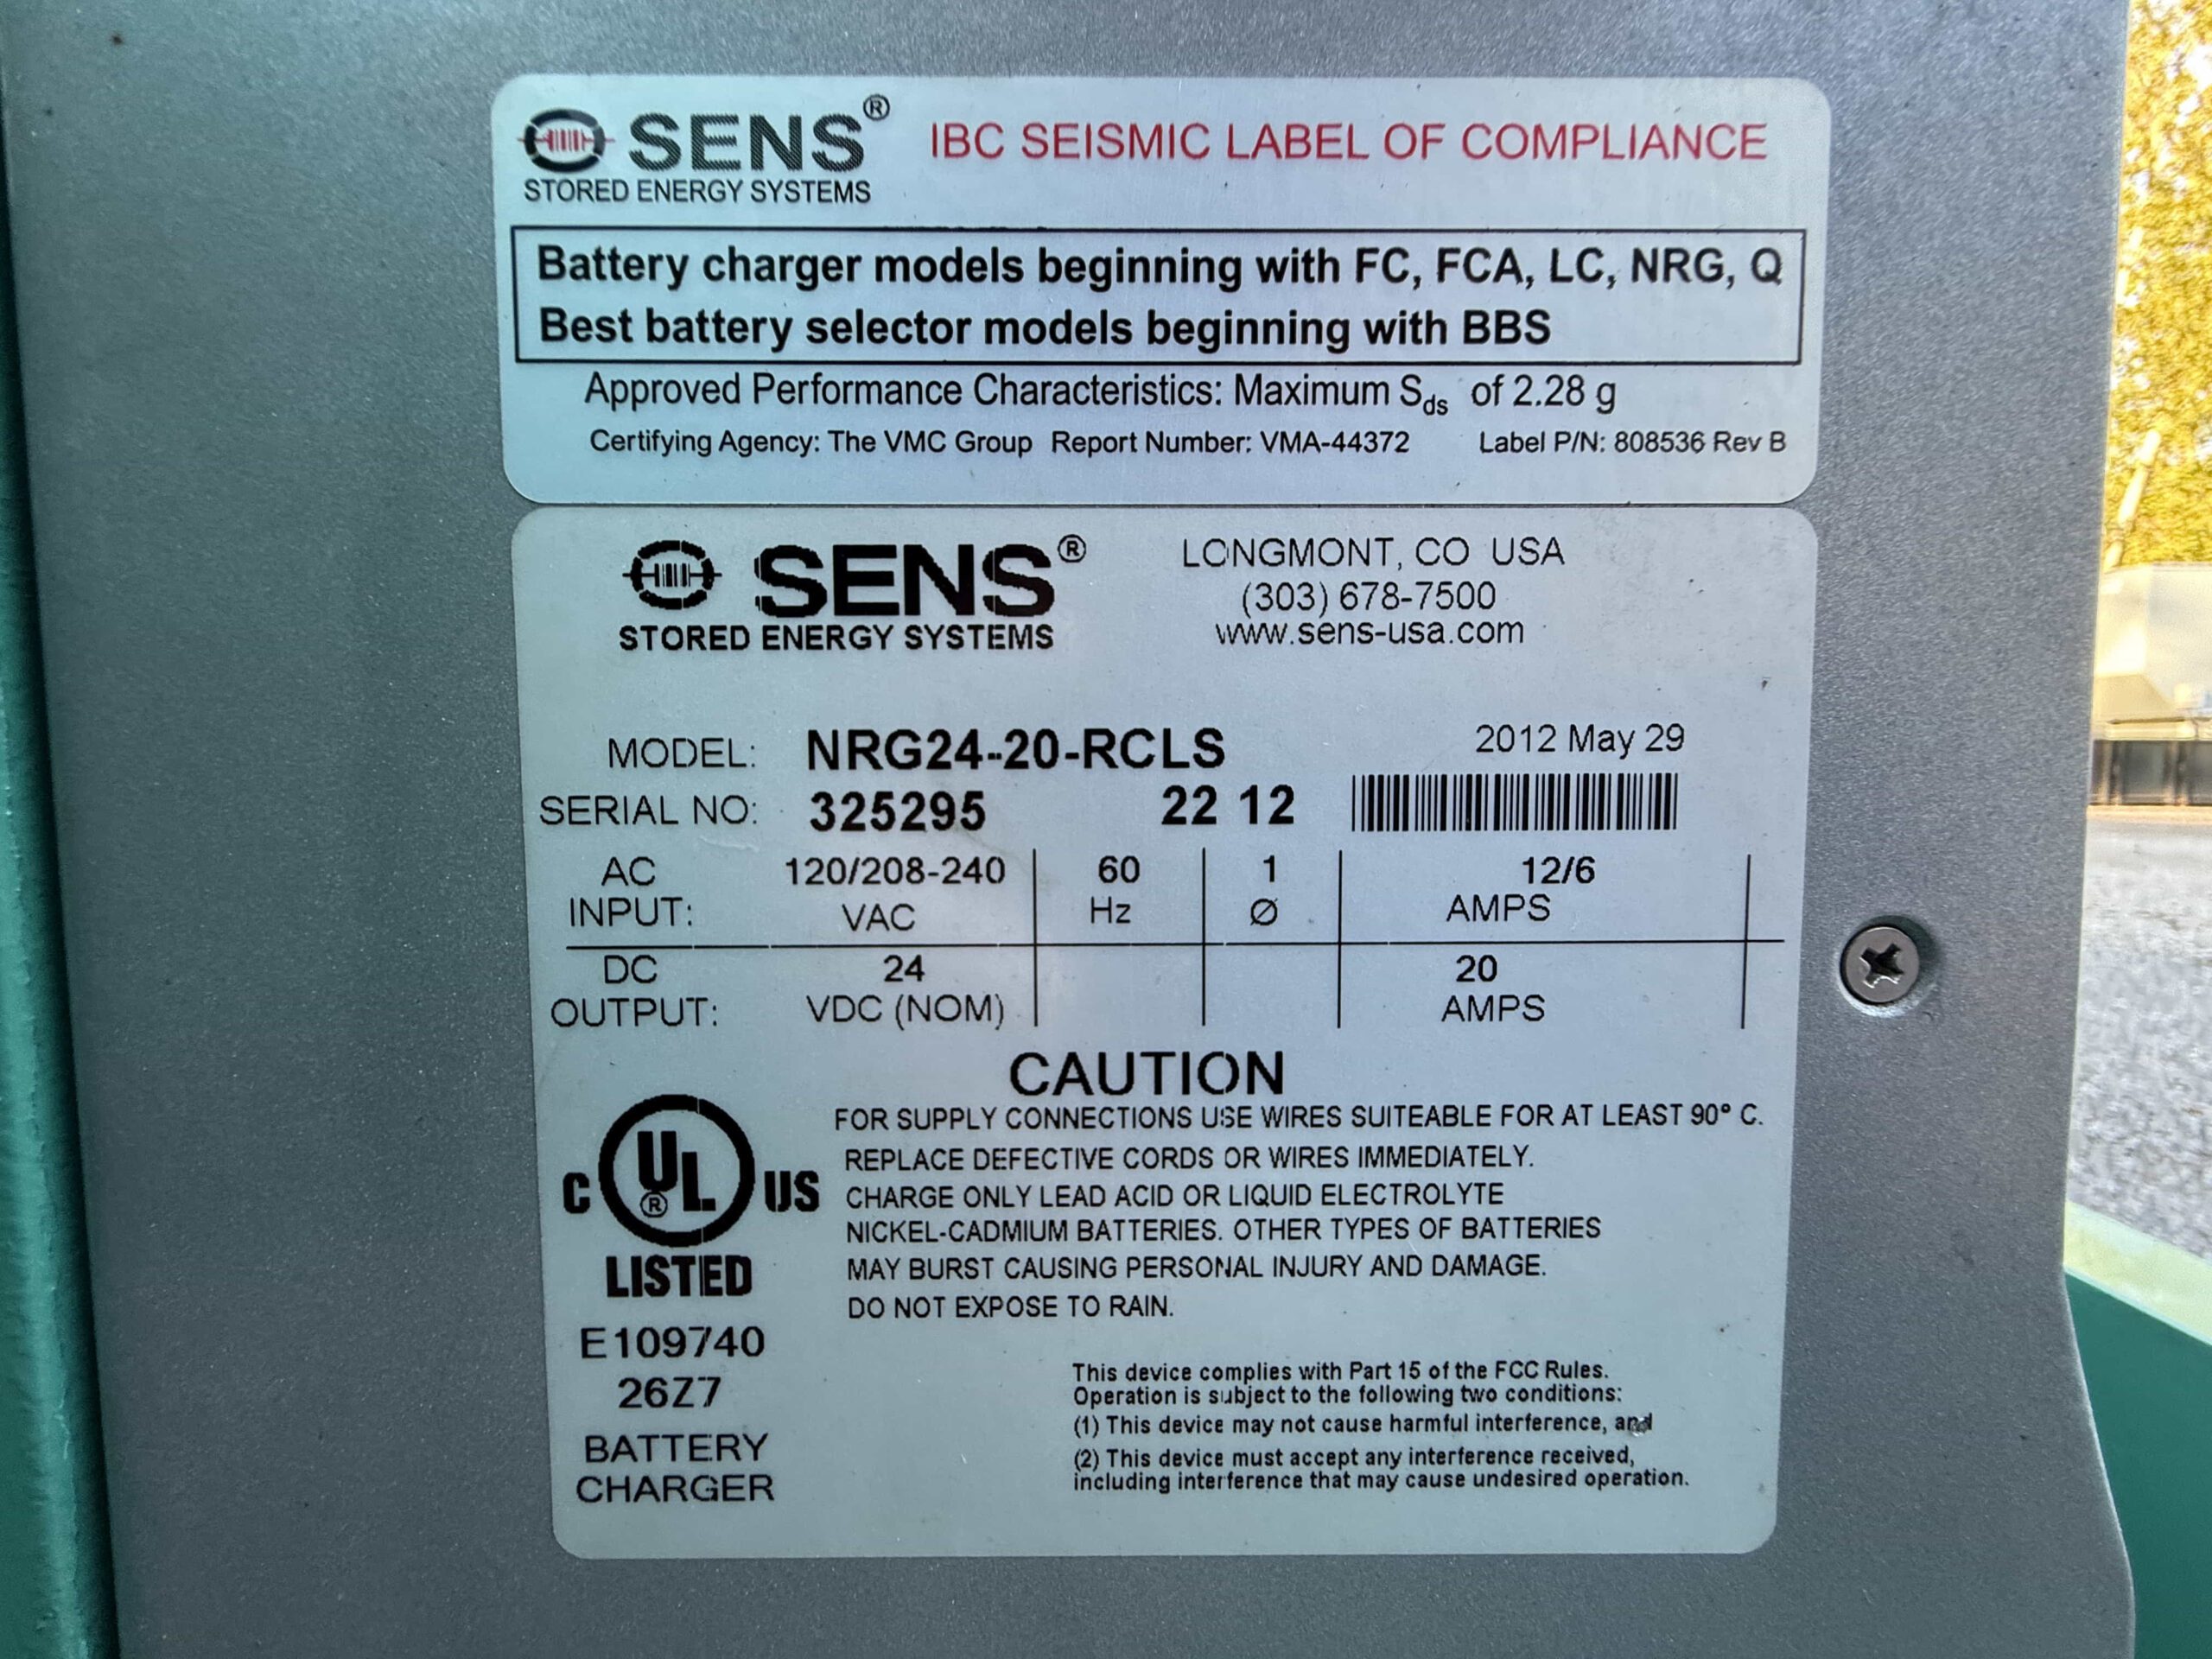 SENS® IBC SEISMIC LABEL OF COMPLIANCE
STORED ENERGY SYSTEMS
Battery charger models beginning with FC, FCA, LC, NRG, Q
Best battery selector models beginning with BBS
Approved Performance Characteristics: Maximum Sds of 2.28 g
Certifying Agency: The VMC Group Report Number: VMA-44372 Label P/N: 808536 Rev B
SENS®
STORED ENERGY SYSTEMS
LONGMONT, CO USA
(303) 678-7500
www.sens-usa.com
MODEL: NRG24-20-RCLS 2012 May 29
SERIAL NO: 325295 22 12
AC 120/208-240 60 1 12/6
INPUT: VAC Hz Ø AMPS
DC 24 20
OUTPUT: VDC (NOM) AMPS
CAUTION
FOR SUPPLY CONNECTIONS USE WIRES SUITEABLE FOR AT LEAST 90° C.
REPLACE DEFECTIVE CORDS OR WIRES IMMEDIATELY.
CHARGE ONLY LEAD ACID OR LIQUID ELECTROLYTE
NICKEL-CADMIUM BATTERIES. OTHER TYPES OF BATTERIES
MAY BURST CAUSING PERSONAL INJURY AND DAMAGE.
DO NOT EXPOSE TO RAIN.
C UL® US
LISTED
E109740
26Z7
BATTERY
CHARGER
This device complies with Part 15 of the FCC Rules.
Operation is subject to the following two conditions:
(1) This device may not cause harmful interference, and
(2) This device must accept any interference received,
including interference that may cause undesired operation.